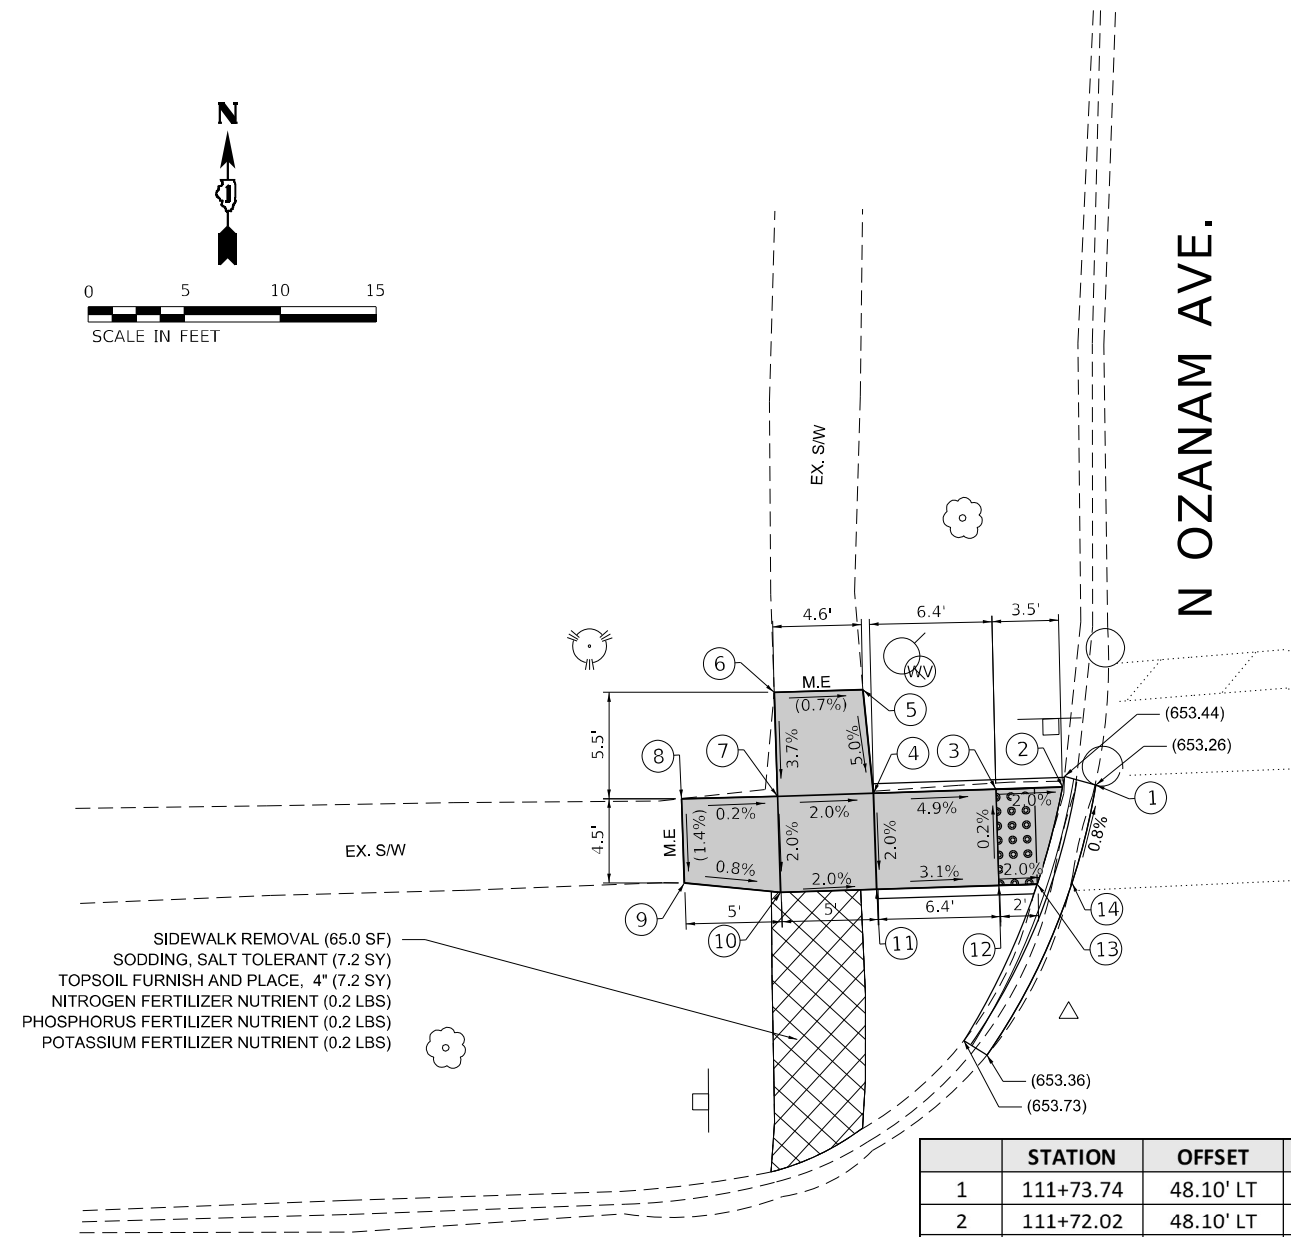 N
0 5 10 15
SCALE IN FEET
N OZANAM AVE.
EX. S/W
4.6' 6.4' 3.5'
6
M.E
(0.7%)
WV
5
(653.44)
(653.26)
5.5'
3.7%
5.0%
8 7 4 3 2 1
0.2% 2.0% 4.9% 2.0%
4.5'
M.E
(1.4%)
2.0%
2.0%
0.2%
0.8%
EX. S/W
0.8% 2.0% 3.1% 2.0%
9 5' 5' 6.4' 2' 14
10 11 12 13
SIDEWALK REMOVAL (65.0 SF)
SODDING, SALT TOLERANT (7.2 SY)
TOPSOIL FURNISH AND PLACE, 4" (7.2 SY)
NITROGEN FERTILIZER NUTRIENT (0.2 LBS)
PHOSPHORUS FERTILIZER NUTRIENT (0.2 LBS)
POTASSIUM FERTILIZER NUTRIENT (0.2 LBS)
(653.36)
(653.73)
STATION OFFSET
1 111+73.74 48.10' LT
2 111+72.02 48.10' LT